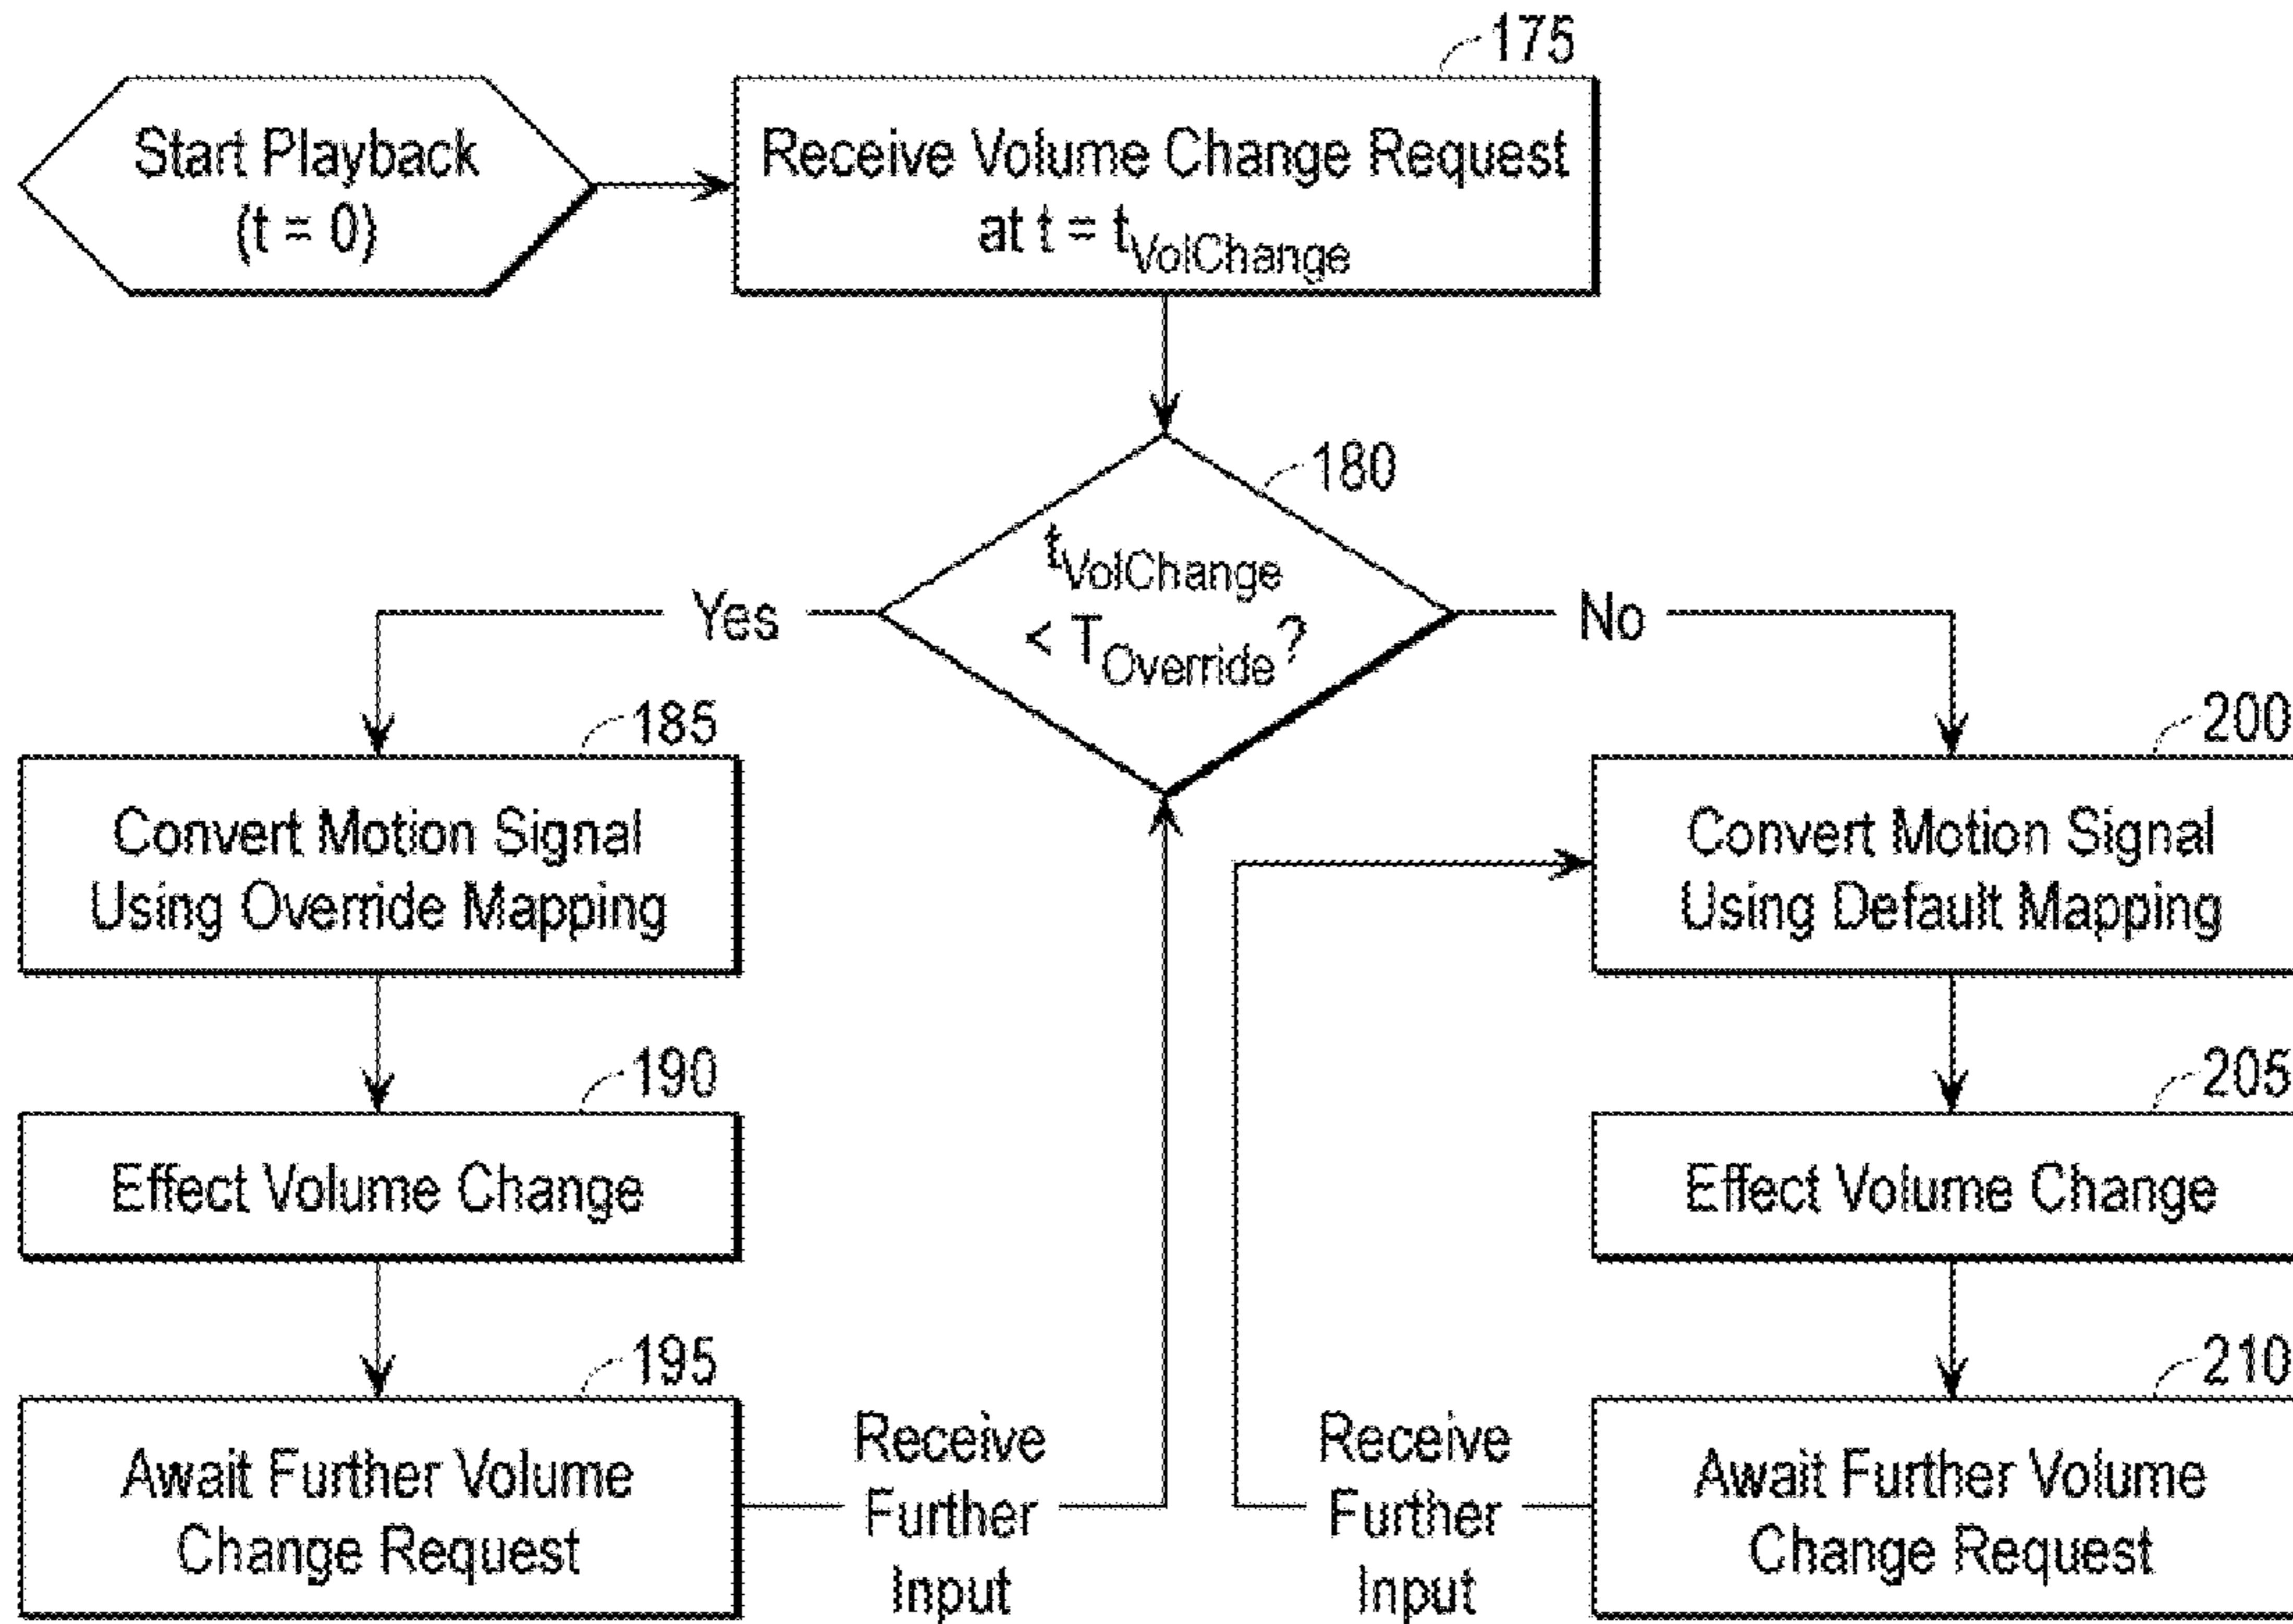 175
Start Playback
(t = 0)
Receive Volume Change Request
at t = tVolChange
180
tVolChange
< TOverride?
Yes
No
185
Convert Motion Signal
Using Override Mapping
200
Convert Motion Signal
Using Default Mapping
190
Effect Volume Change
205
Effect Volume Change
195
Await Further Volume
Change Request
Receive
Further
Input
Receive
Further
Input
210
Await Further Volume
Change Request